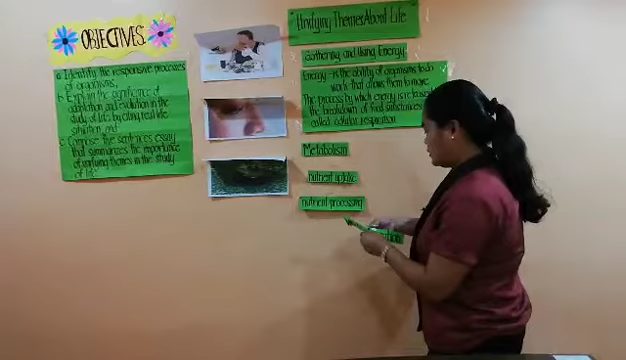 OBJECTIVES
a. Identify the responsive processes
of organisms,
b. Explain the significance of
adaptation and evolution in the
study of life by citing real life
situation, and
c. Compose five sentences essay
that summarizes the importance
of unifying themes in the study
of life.
Unifying Themes About Life
Gathering and Using Energy
Energy - is the ability of organisms to do
work that allows them to move.
The process by which energy is released
the breakdown of food substances
called cellular respiration.
Metabolism
nutrient uptake
nutrient processing